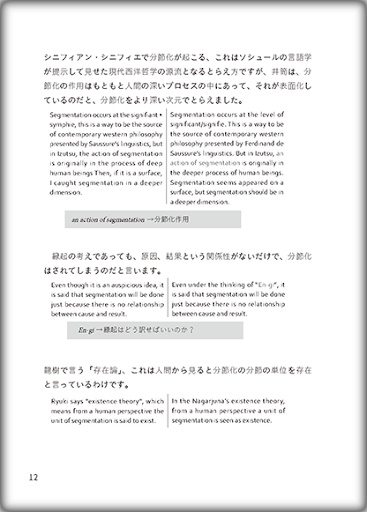 シニフィアン・シニフィエで分節化が起こる、これはソシュールの言語学
が提示して見せた現代西洋哲学の源流となるとらえ方ですが、井筒は、分
節化の作用はもともと人間の深いプロセスの中にあって、それが表面化し
ているのだと、分節化をより深い次元でとらえました。
Segmentation occurs at the signifiant •
symphie, this is a way to be the source
of contemporary western philosophy
presented by Saussure's linguistics, but
in Izutsu, the action of segmentation
is originally in the process of deep
human beings Then, if it is a surface,
I caught segmentation in a deeper
dimension.
Segmentation occurs at the level of
significant/signifie. This is a way to be
the source of contemporary western
philosophy presented by Ferdinand de
Saussure's linguistics. But in Izutsu, an
action of segmentation is originally in
the deeper process of human beings.
Segmentation seems appeared on a
surface, but segmentation should be in
a deeper dimension.
an action of segmentation →分節化作用
縁起の考えであっても、原因、結果という関係性がないだけで、分節化
はされてしまうのだと言います。
Even though it is an auspicious idea, it
is said that segmentation will be done
just because there is no relationship
between cause and result.
Even under the thinking of "En-gi", it
is said that segmentation will be done
just because there is no relationship
between cause and result.
En-gi →縁起はどう訳せばいいのか？
龍樹で言う「存在論」、これは人間から見ると分節化の分節の単位を存在
と言っているわけです。
Ryuki says "existence theory", which
means from a human perspective the
unit of segmentation is said to exist.
In the Nagarjuna's existence theory,
from a human perspective a unit of
segmentation is seen as existence.
12